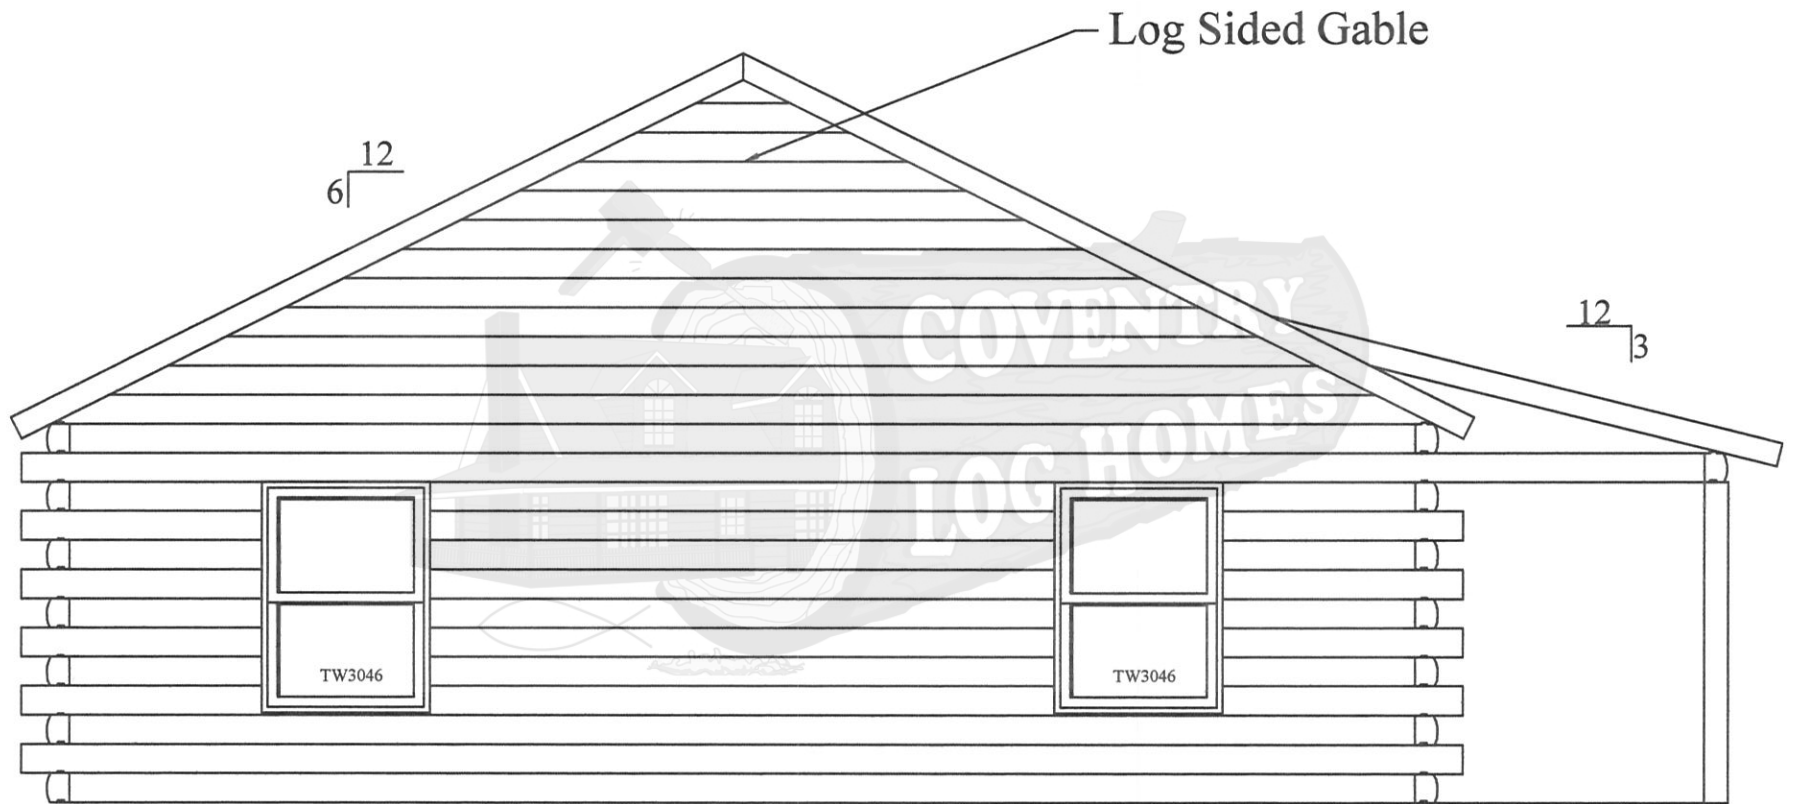 Log Sided Gable
12
6
12
3
COVENTRY
LOG HOMES
TW3046
TW3046